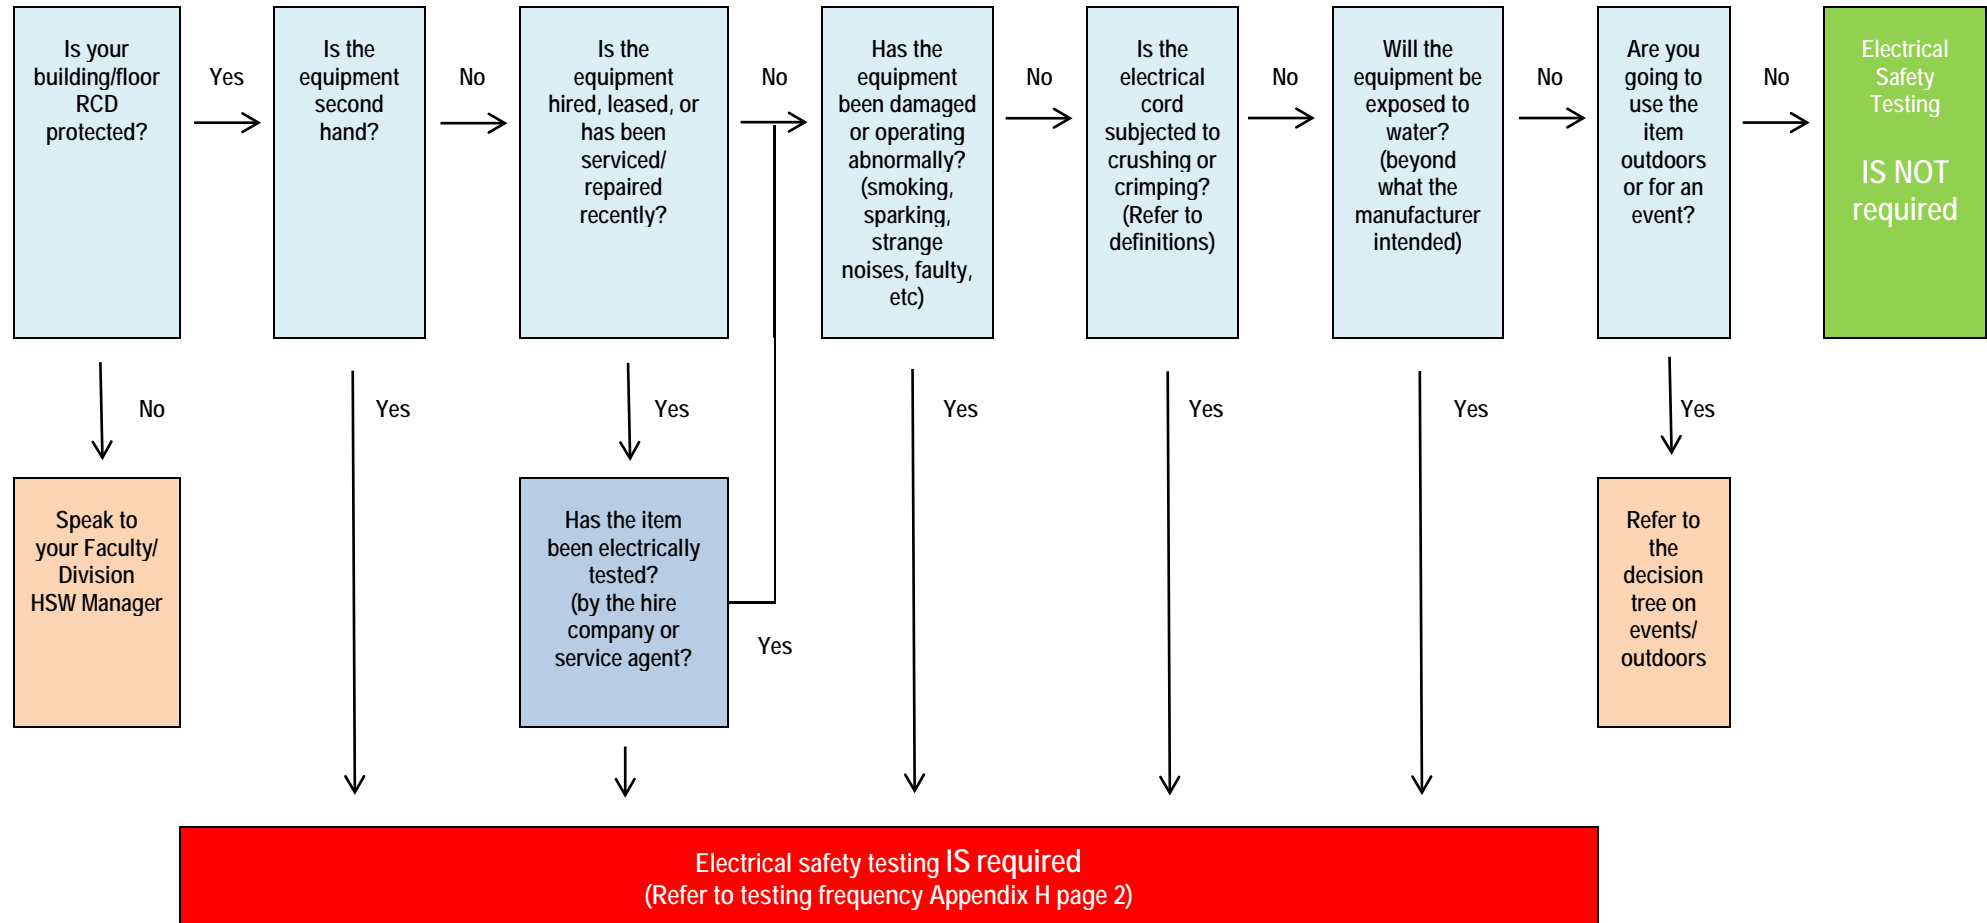 Is your
building/floor
RCD
protected?
Yes
Is the
equipment
second
hand?
No
Is the
equipment
hired, leased, or
has been
serviced/
repaired
recently?
No
Has the
equipment
been damaged
or operating
abnormally?
(smoking,
sparking,
strange
noises, faulty,
etc)
No
Is the
electrical
cord
subjected to
crushing or
crimping?
(Refer to
definitions)
No
Will the
equipment be
exposed to
water?
(beyond
what the
manufacturer
intended)
No
Are you
going to
use the
item
outdoors
or for an
event?
No
Electrical
Safety
Testing
IS NOT
required
No
Yes
Yes
Yes
Yes
Yes
Yes
Speak to
your Faculty/
Division
HSW Manager
Has the item
been electrically
tested?
(by the hire
company or
service agent?
Yes
Refer to
the
decision
tree on
events/
outdoors
Electrical safety testing IS required
(Refer to testing frequency Appendix H page 2)